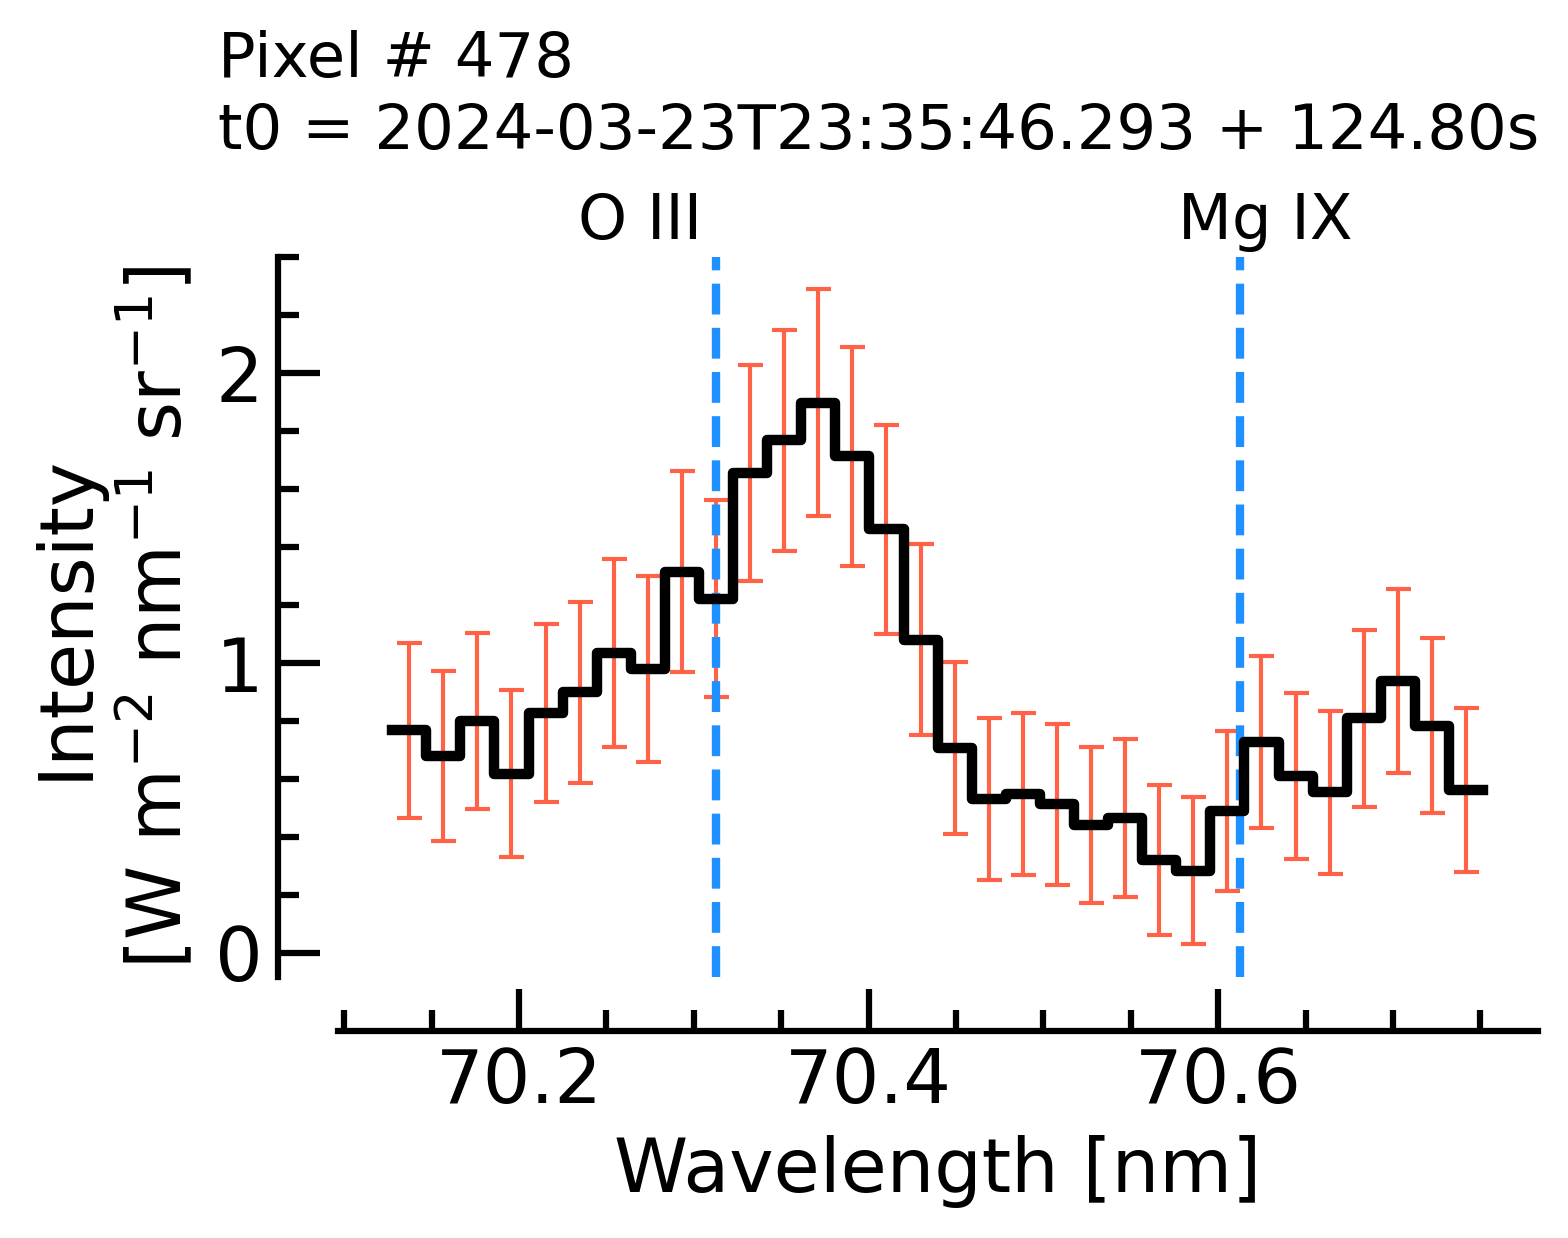 Pixel # 478
t0 = 2024-03-23T23:35:46.293 + 124.80s
O III
Mg IX
Intensity
[W m⁻² nm⁻¹ sr⁻¹]
2
1
0
70.2 70.4 70.6
Wavelength [nm]